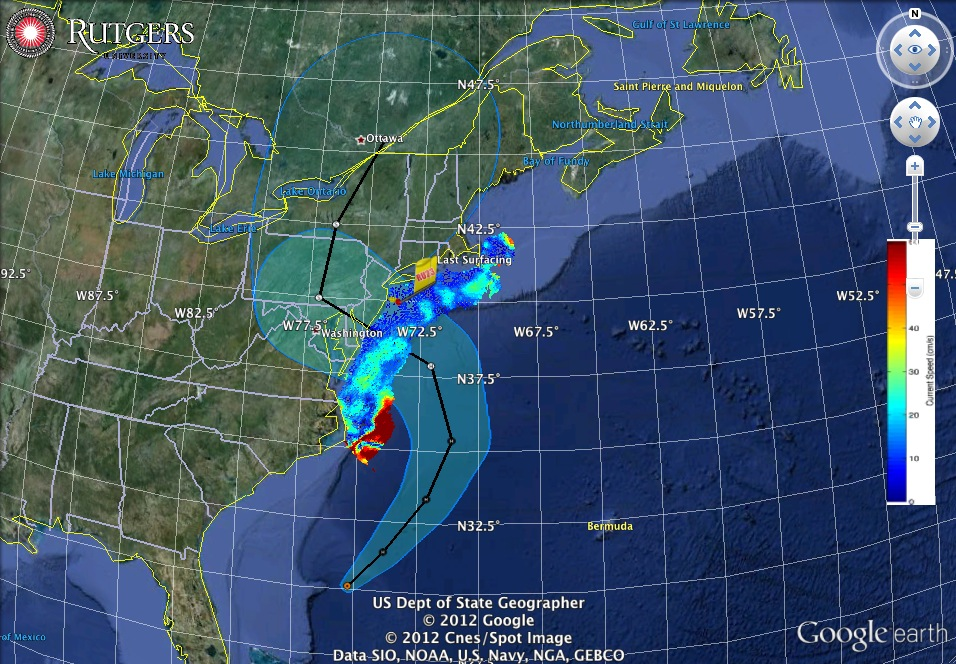 RUTGERS
UNIVERSITY
Gulf of St Lawrence
N
N47.5°
Saint Pierre and Miquelon
Northumberland Strait
Ottawa
Bay of Fundy
Lake Michigan
Lake Ontario
Lake Erie
N42.5°
RU23
Last Surfacing
92.5°
47.5°
W87.5°
W82.5°
W77.5°
Washington
W72.5°
W67.5°
W62.5°
W57.5°
W52.5°
N37.5°
40
30
20
10
0
Current Speed (cm/s)
N32.5°
Bermuda
US Dept of State Geographer
© 2012 Google
© 2012 Cnes/Spot Image
Data SIO, NOAA, U.S. Navy, NGA, GEBCO
of Mexico
Google earth